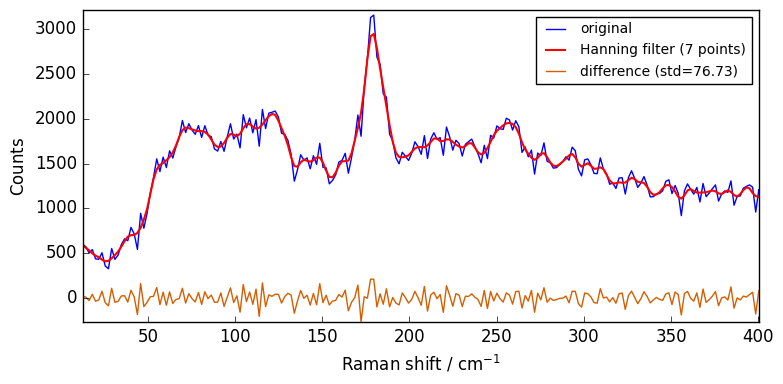 3000
2500
2000
1500
1000
500
0
Counts
50 100 150 200 250 300 350 400
Raman shift / cm⁻¹
original
Hanning filter (7 points)
difference (std=76.73)